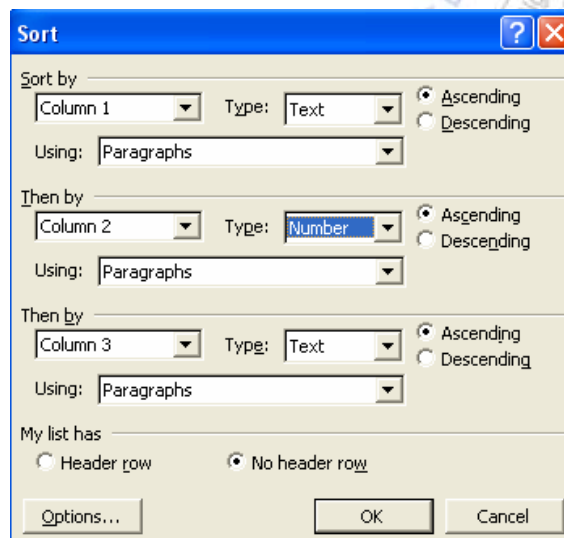 Sort
Sort by
Column 1 Type: Text Ascending
Descending
Using: Paragraphs
Then by
Column 2 Type: Number Ascending
Descending
Using: Paragraphs
Then by
Column 3 Type: Text Ascending
Descending
Using: Paragraphs
My list has
Header row No header row
Options... OK Cancel